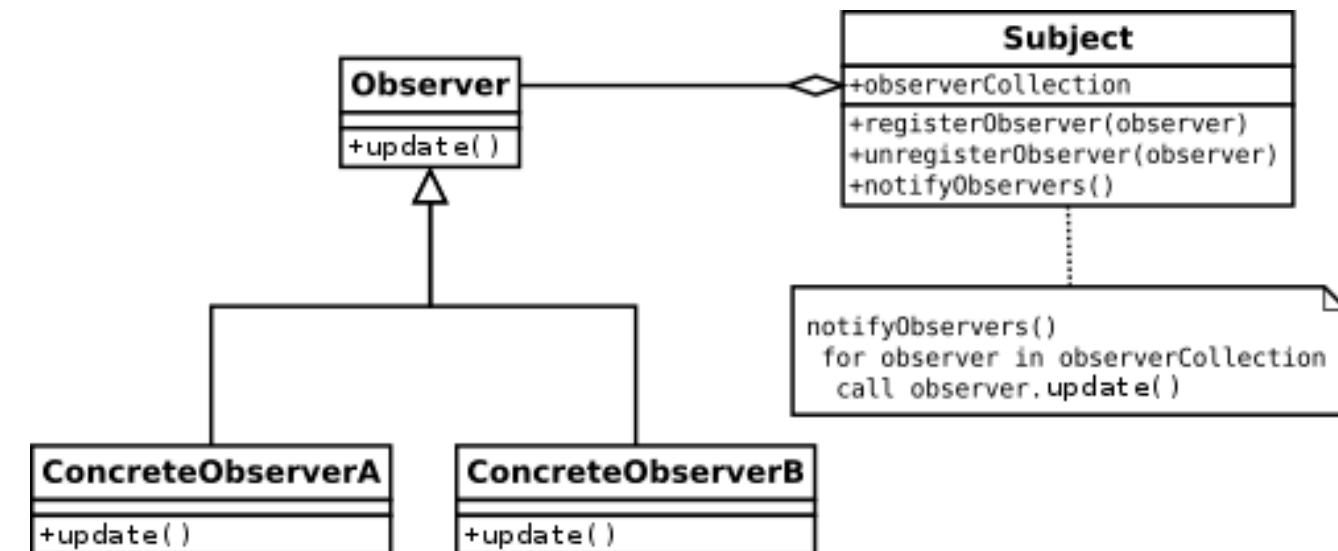 Observer
+update()
Subject
+observerCollection
+registerObserver(observer)
+unregisterObserver(observer)
+notifyObservers()
notifyObservers()
for observer in observerCollection
call observer.update()
ConcreteObserverA
+update()
ConcreteObserverB
+update()